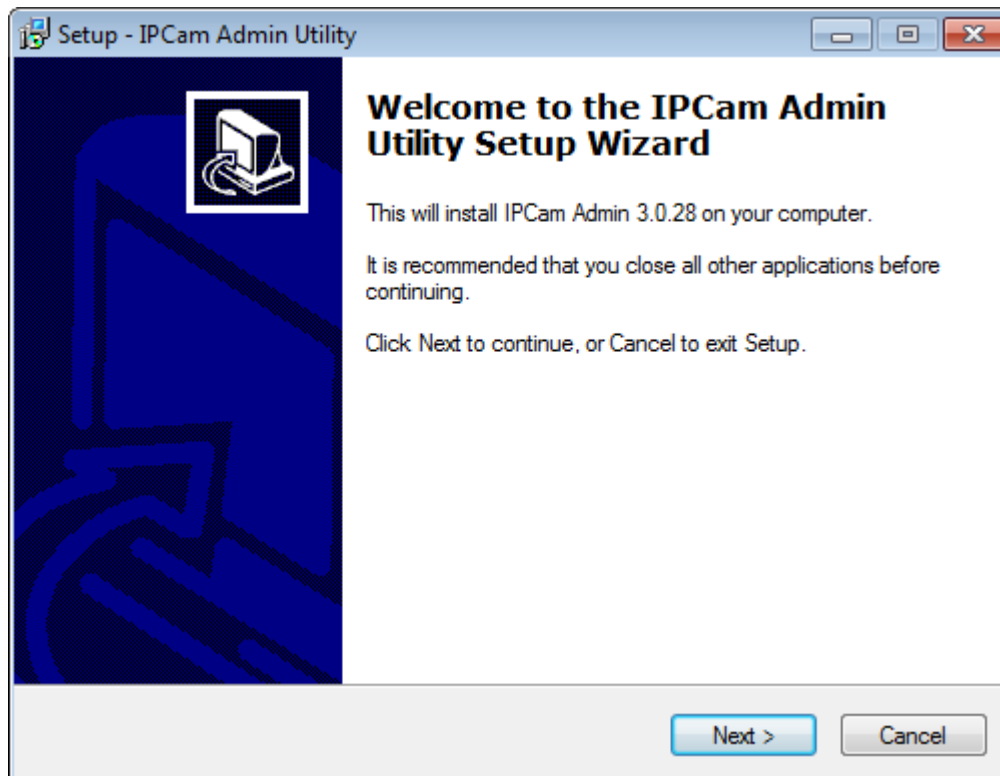 Setup - IPCam Admin Utility
Welcome to the IPCam Admin
Utility Setup Wizard
This will install IPCam Admin 3.0.28 on your computer.
It is recommended that you close all other applications before
continuing.
Click Next to continue, or Cancel to exit Setup.
Next >
Cancel